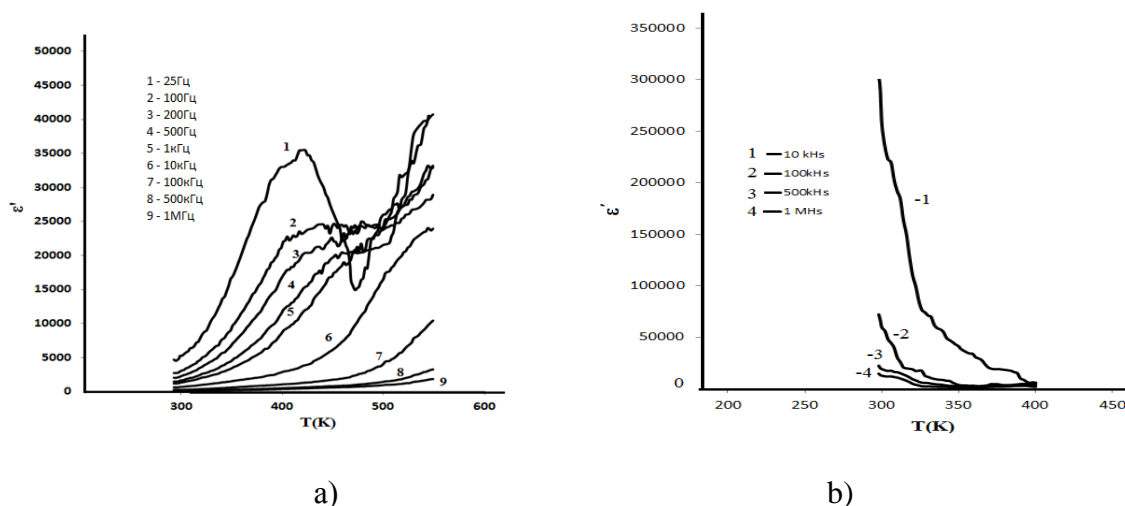 50000
45000
40000
35000
30000
25000
20000
15000
10000
5000
0
ε'
1 - 25Гц
2 - 100Гц
3 - 200Гц
4 - 500Гц
5 - 1кГц
6 - 10кГц
7 - 100кГц
8 - 500кГц
9 - 1МГц
1
2
3
4
5
6
7
8
9
300
400
500
600
T(K)
a)
350000
300000
250000
200000
150000
100000
50000
0
ε´
1 10 kHs
2 100kHs
3 500kHs
4 1 MHs
-1
-2
-3
-4
200
250
300
350
400
450
T(K)
b)